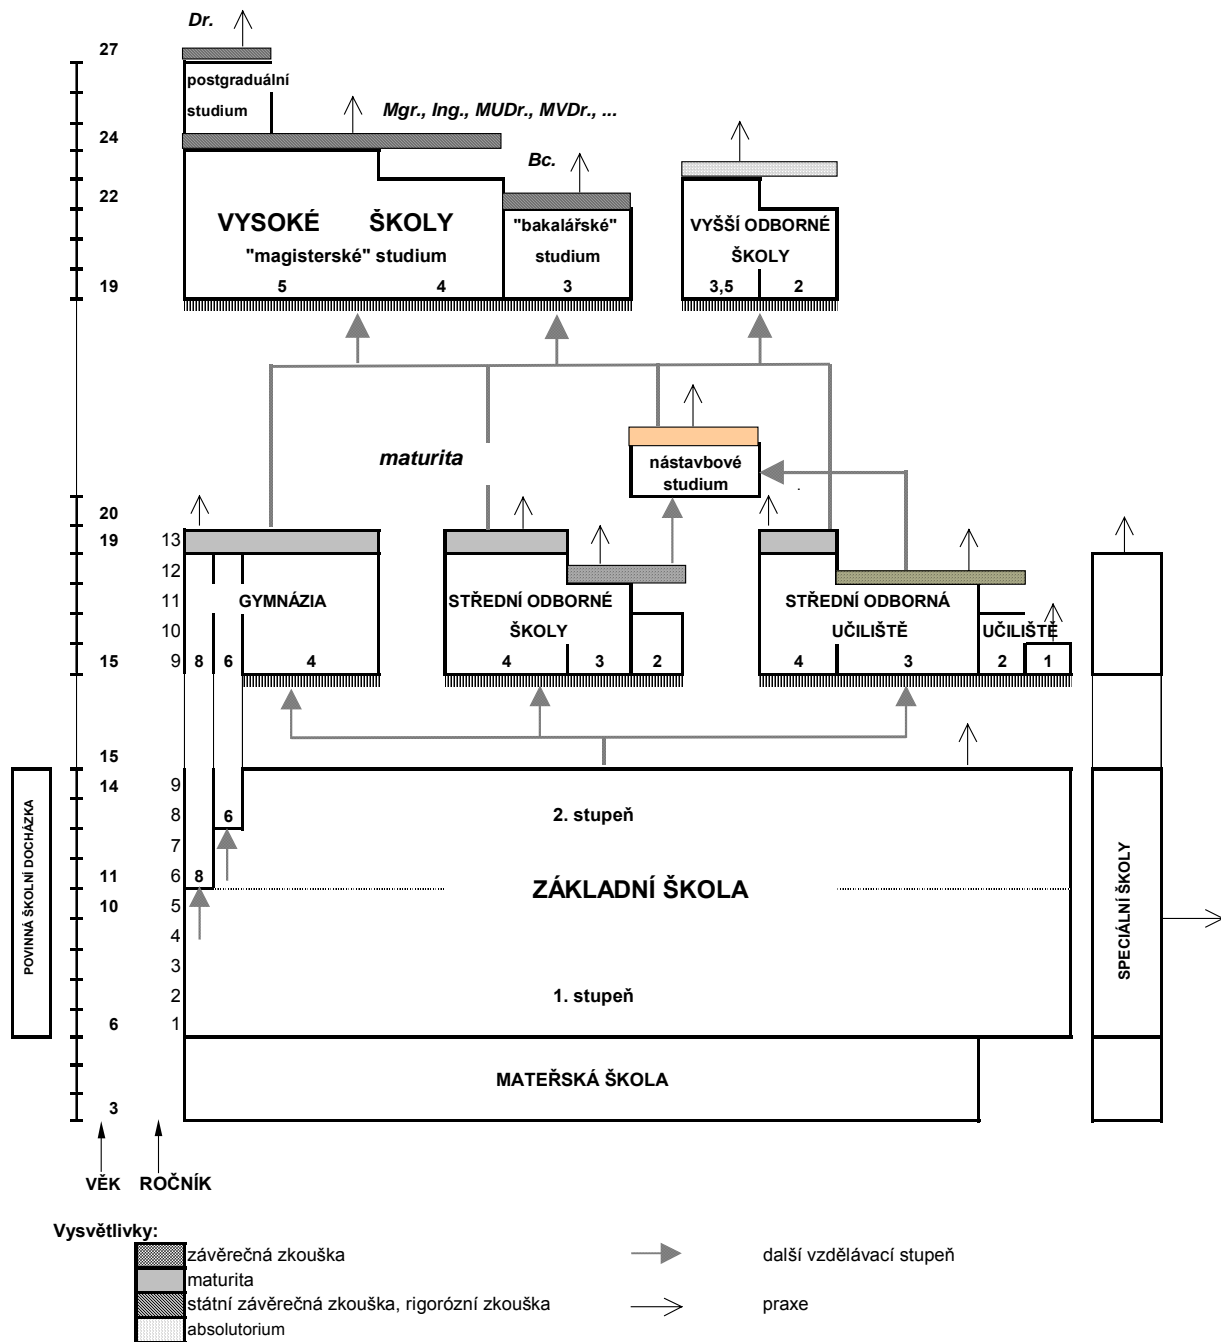 Dr.
27
postgraduální
studium
Mgr., Ing., MUDr., MVDr., ...
24
Bc.
22
VYSOKÉ ŠKOLY
"bakalářské"
VYŠŠÍ ODBORNÉ
"magisterské" studium
studium
ŠKOLY
19
5 4 3 3,5 2
maturita
nástavbové
studium
20
19 13
12
11 GYMNÁZIA STŘEDNÍ ODBORNÉ STŘEDNÍ ODBORNÁ
10 ŠKOLY UČILIŠTĚ UČILIŠTĚ
15 9 8 6 4 4 3 2 4 3 2 1
15
14 9
8 6 2. stupeň
7
11 6 8
ZÁKLADNÍ ŠKOLA
10 5
4
3
2 1. stupeň
6 1
POVINNÁ ŠKOLNÍ DOCHÁZKA
SPECIÁLNÍ ŠKOLY
MATEŘSKÁ ŠKOLA
3
VĚK ROČNÍK
Vysvětlivky:
závěrečná zkouška další vzdělávací stupeň
maturita
státní závěrečná zkouška, rigorózní zkouška praxe
absolutorium